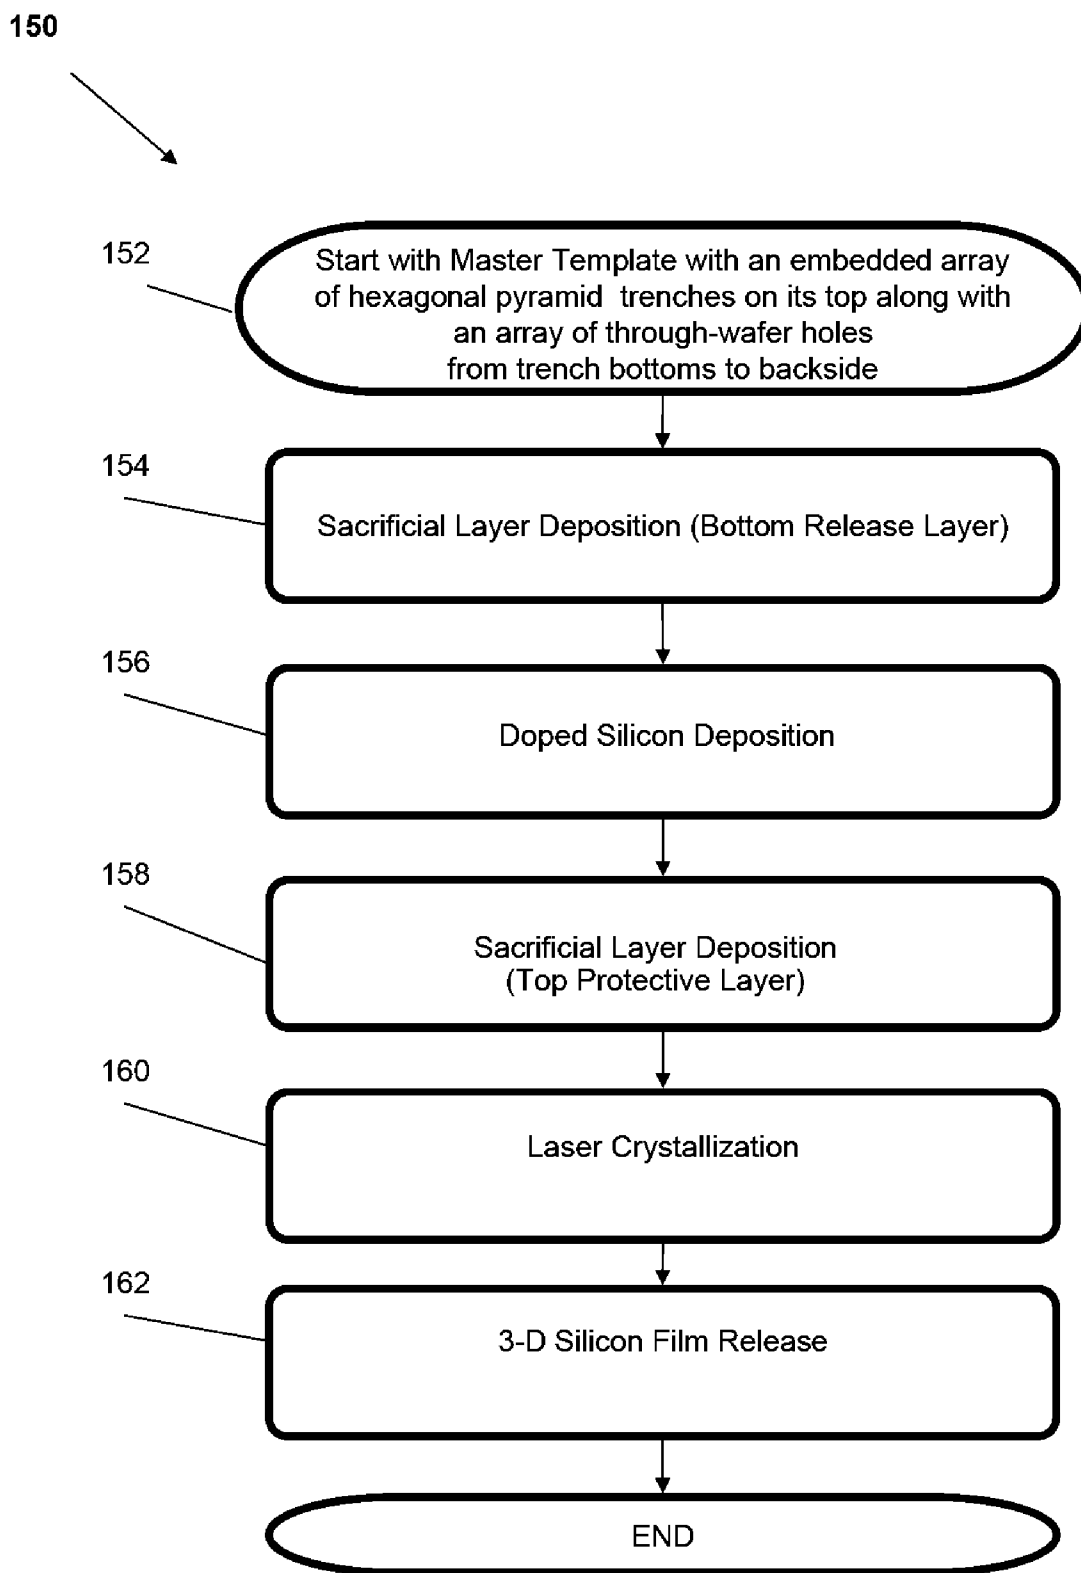 150
152
Start with Master Template with an embedded array
of hexagonal pyramid trenches on its top along with
an array of through-wafer holes
from trench bottoms to backside
154
Sacrificial Layer Deposition (Bottom Release Layer)
156
Doped Silicon Deposition
158
Sacrificial Layer Deposition
(Top Protective Layer)
160
Laser Crystallization
162
3-D Silicon Film Release
END